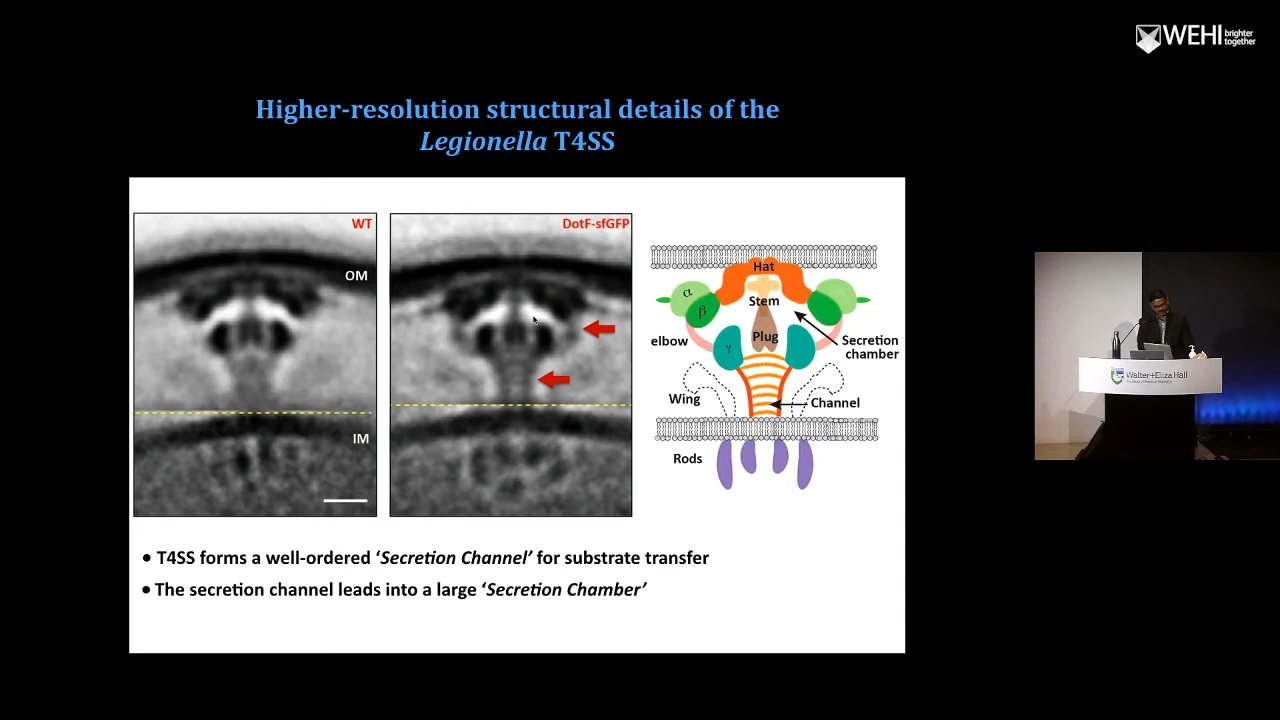 WEHI brighter together
Higher-resolution structural details of the
Legionella T4SS
WT
OM
IM
DotF-sfGFP
Hat
α
β
Stem
elbow
γ
Plug
Secretion
chamber
Wing
Channel
Rods
• T4SS forms a well-ordered ‘Secretion Channel’ for substrate transfer
• The secretion channel leads into a large ‘Secretion Chamber’
Walter+Eliza Hall